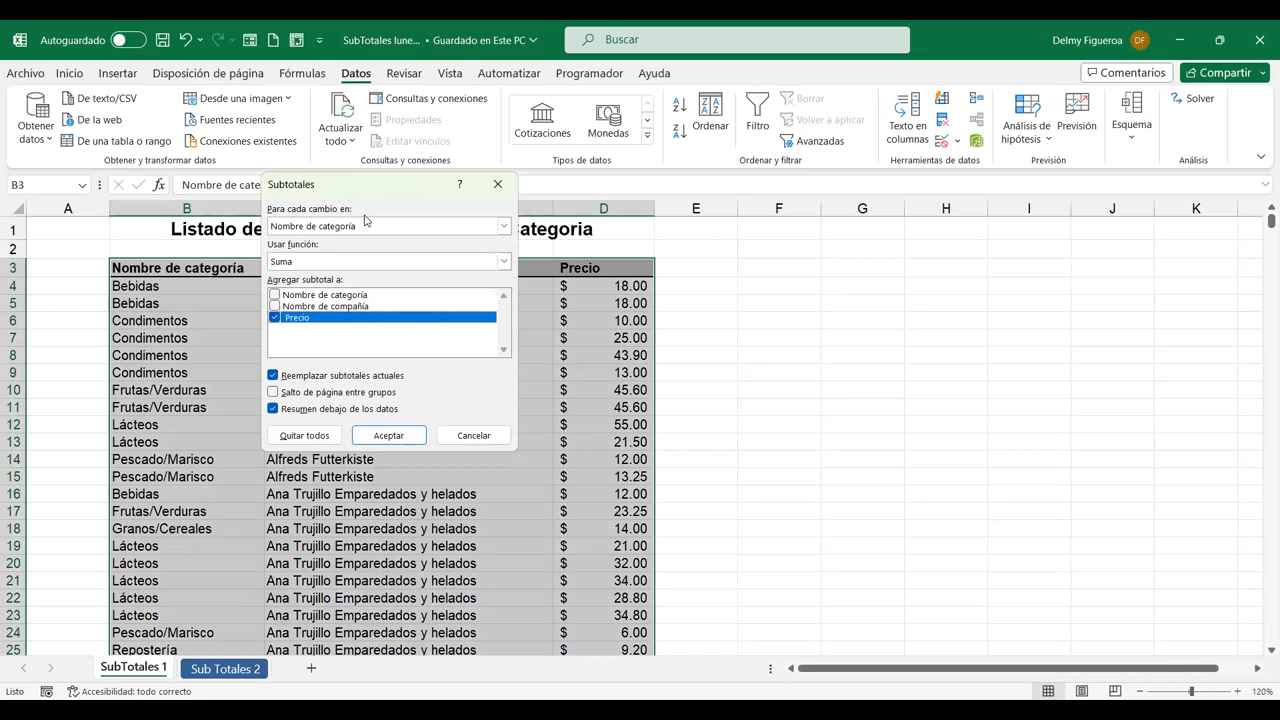 Autoguardado
SubTotales lune... • Guardado en Este PC
Buscar
Delmy Figueroa DF
Archivo Inicio Insertar Disposición de página Fórmulas Datos Revisar Vista Automatizar Programador Ayuda
Comentarios Compartir
Obtener datos
De texto/CSV
De la web
De una tabla o rango
Desde una imagen
Fuentes recientes
Conexiones existentes
Obtener y transformar datos
Actualizar todo
Consultas y conexiones
Propiedades
Editar vínculos
Consultas y conexiones
Cotizaciones
Monedas
Tipos de datos
Ordenar
Filtro
Borrar
Volver a aplicar
Avanzadas
Ordenar y filtrar
Texto en columnas
Herramientas de datos
Análisis de hipótesis
Previsión
Previsión
Esquema
Solver
Análisis
B3 fx Nombre de cate
A B D E F G H I J K
1 Listado de ategoria
2
3 Nombre de categoría Precio
4 Bebidas $ 18.00
5 Bebidas $ 18.00
6 Condimentos $ 10.00
7 Condimentos $ 25.00
8 Condimentos $ 43.90
9 Condimentos $ 13.00
10 Frutas/Verduras $ 45.60
11 Frutas/Verduras $ 45.60
12 Lácteos $ 55.00
13 Lácteos $ 21.50
14 Pescado/Marisco Alfreds Futterkiste $ 12.00
15 Pescado/Marisco Alfreds Futterkiste $ 13.25
16 Bebidas Ana Trujillo Emparedados y helados $ 12.00
17 Frutas/Verduras Ana Trujillo Emparedados y helados $ 23.25
18 Granos/Cereales Ana Trujillo Emparedados y helados $ 14.00
19 Lácteos Ana Trujillo Emparedados y helados $ 21.00
20 Lácteos Ana Trujillo Emparedados y helados $ 32.00
21 Lácteos Ana Trujillo Emparedados y helados $ 34.00
22 Lácteos Ana Trujillo Emparedados y helados $ 28.80
23 Lácteos Ana Trujillo Emparedados y helados $ 34.80
24 Pescado/Marisco Ana Trujillo Emparedados y helados $ 6.00
25 Repostería Ana Trujillo Emparedados y helados $ 9.20
Subtotales ?
Para cada cambio en:
Nombre de categoría
Usar función:
Suma
Agregar subtotal a:
Nombre de categoría
Nombre de compañía
Precio
Reemplazar subtotales actuales
Salto de página entre grupos
Resumen debajo de los datos
Quitar todos Aceptar Cancelar
SubTotales 1 Sub Totales 2
Listo Accesibilidad: todo correcto 120%